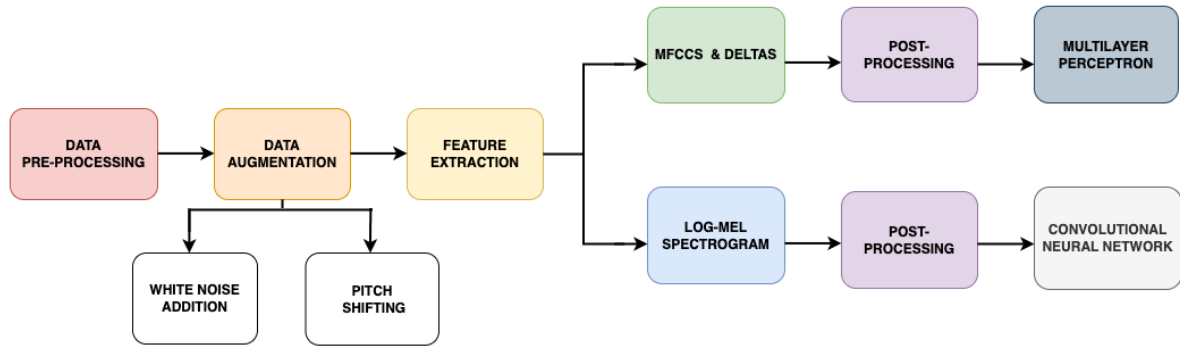 DATA
PRE-PROCESSING
DATA
AUGMENTATION
FEATURE
EXTRACTION
WHITE NOISE
ADDITION
PITCH
SHIFTING
MFCCS & DELTAS
POST-
PROCESSING
MULTILAYER
PERCEPTRON
LOG-MEL
SPECTROGRAM
POST-
PROCESSING
CONVOLUTIONAL
NEURAL NETWORK